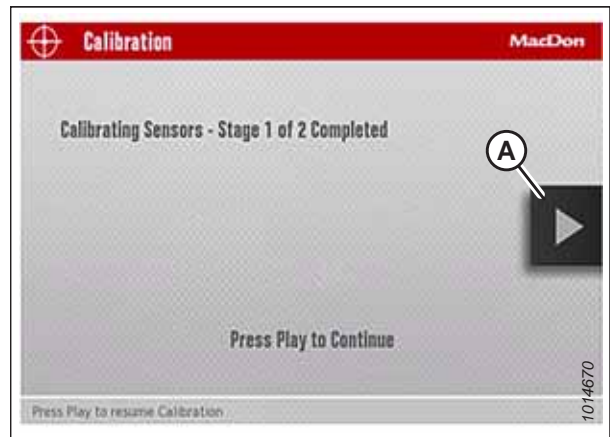 Calibration
MacDon
Calibrating Sensors - Stage 1 of 2 Completed
A
Press Play to Continue
Press Play to resume Calibration
1014670